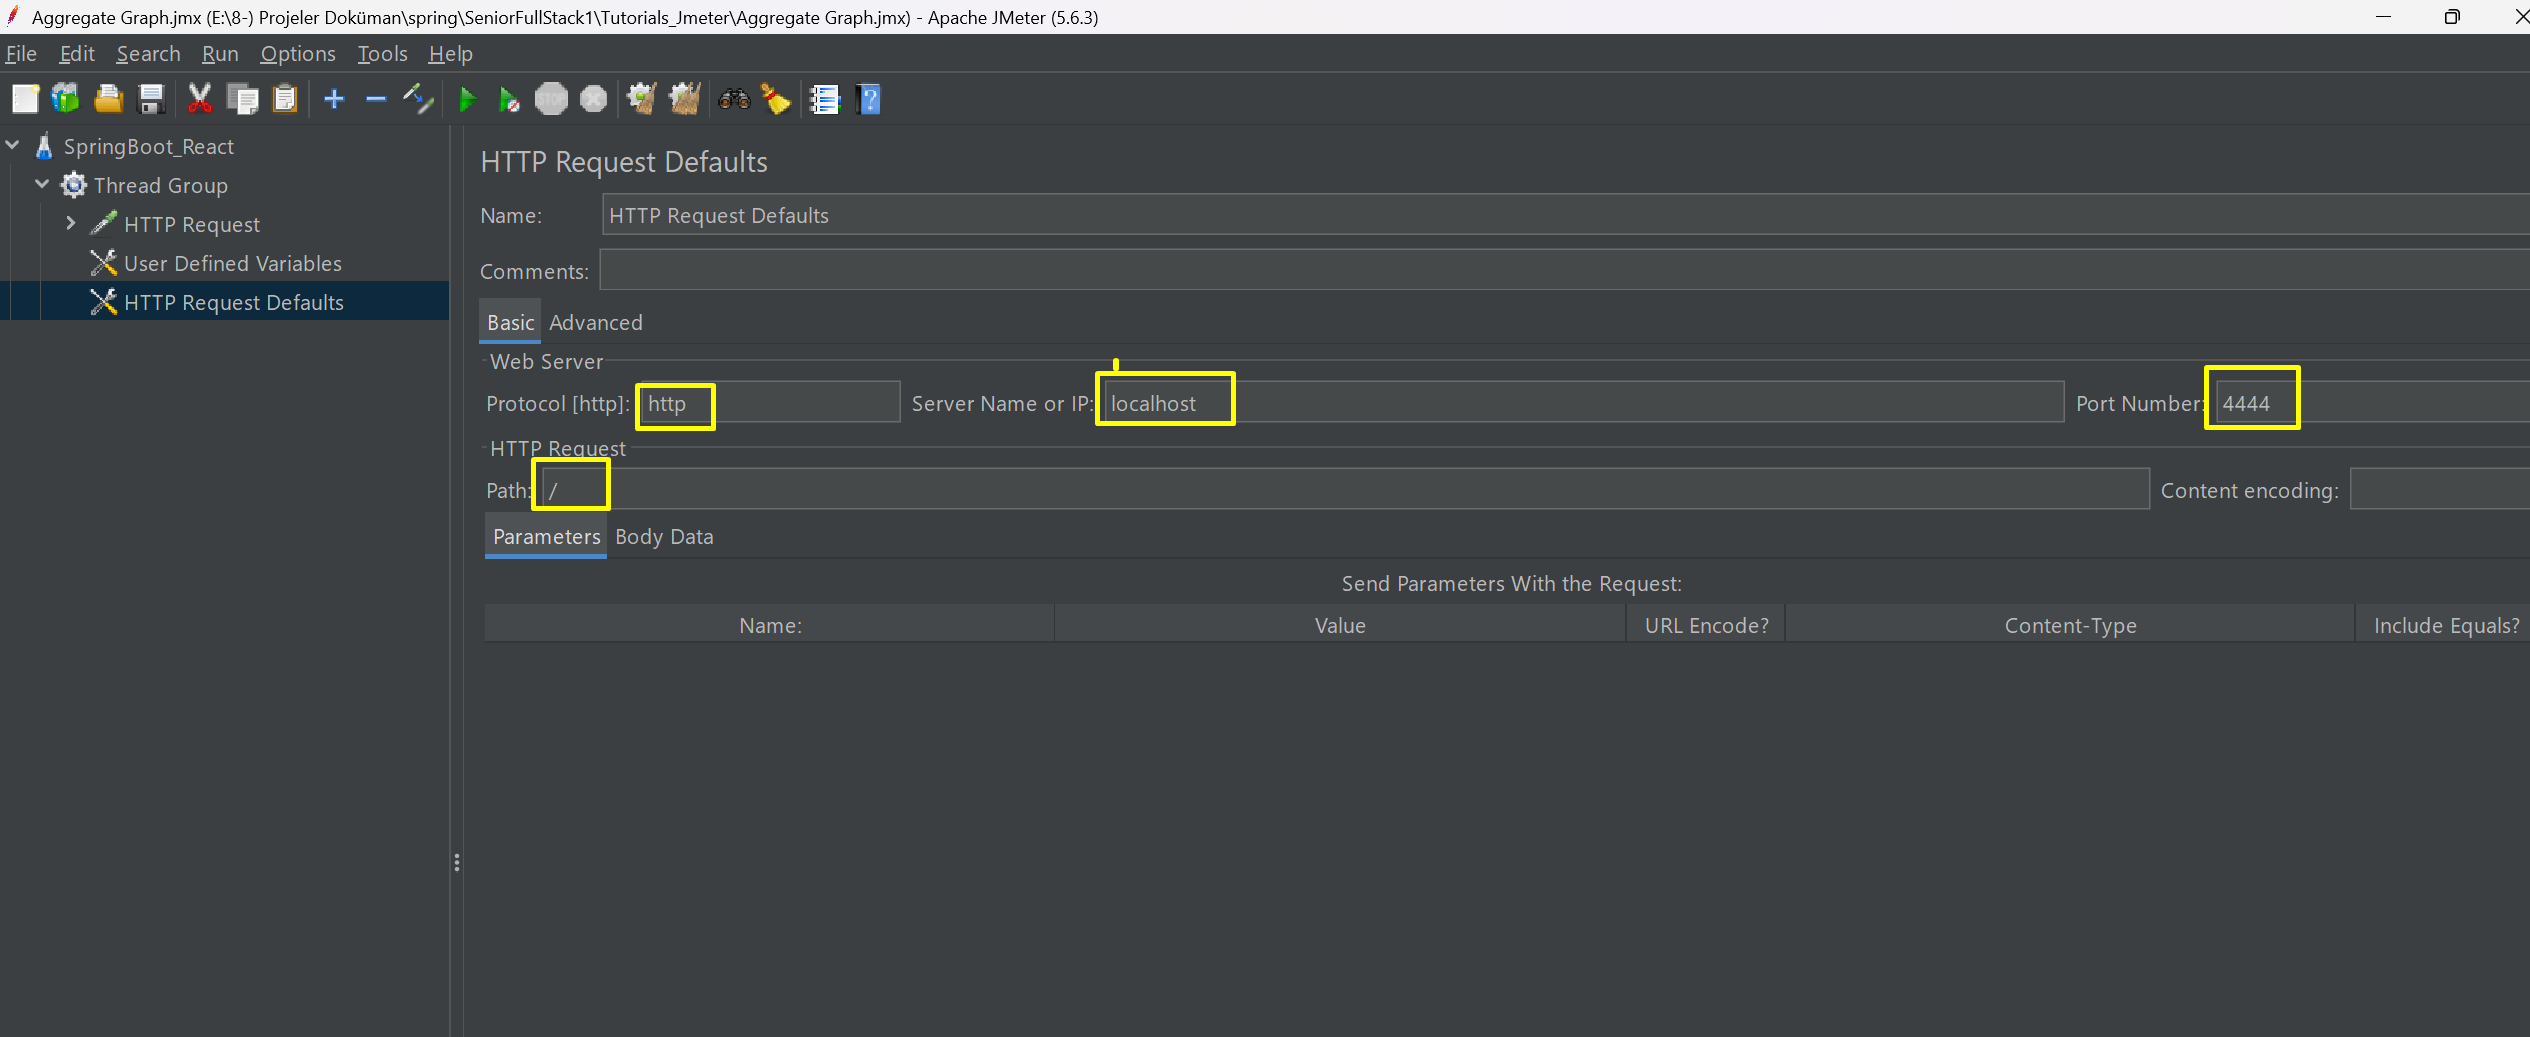 Aggregate Graph.jmx (E:\8-) Projeler Doküman\spring\SeniorFullStack1\Tutorials_Jmeter\Aggregate Graph.jmx) - Apache JMeter (5.6.3)
File Edit Search Run Options Tools Help
STOP
SpringBoot_React
Thread Group
HTTP Request
User Defined Variables
HTTP Request Defaults
HTTP Request Defaults
Name: HTTP Request Defaults
Comments:
Basic Advanced
Web Server
Protocol [http]: http Server Name or IP: localhost Port Number: 4444
HTTP Request
Path: / Content encoding:
Parameters Body Data
Send Parameters With the Request:
Name: Value URL Encode? Content-Type Include Equals?